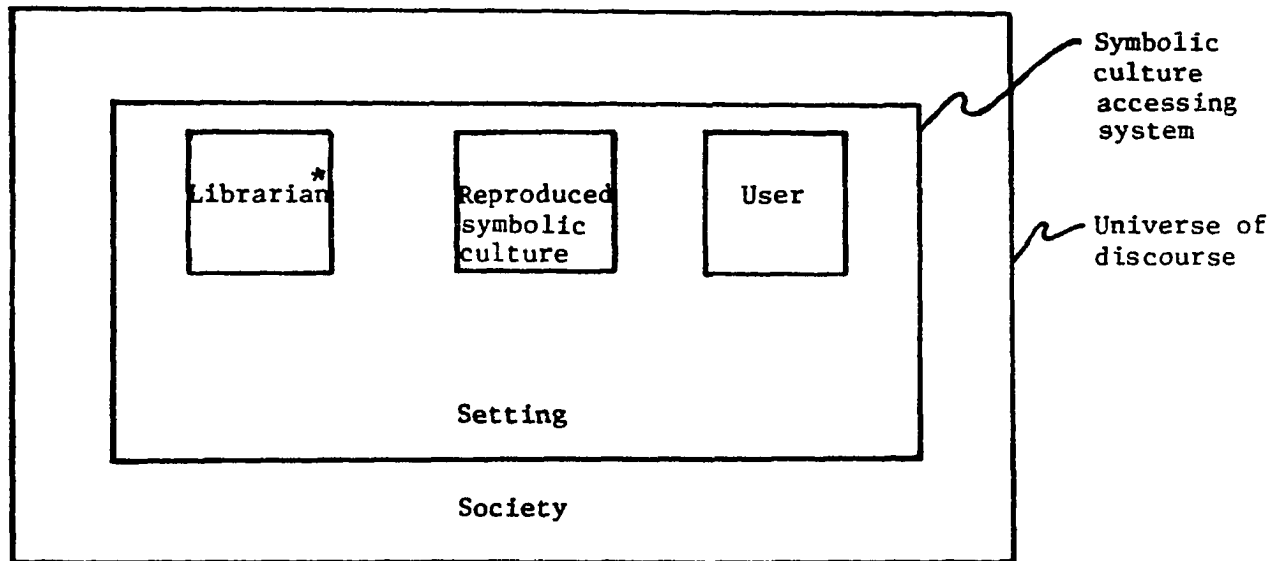 Symbolic
culture
accessing
system
Librarian*
Reproduced
symbolic
culture
User
Universe of
discourse
Setting
Society